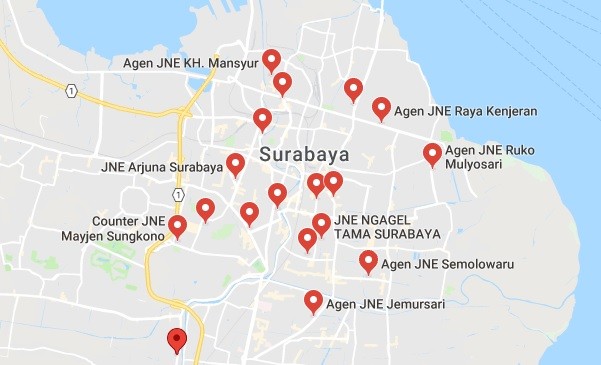 Agen JNE KH. Mansyur
1
Agen JNE Raya Kenjeran
Surabaya
Agen JNE Ruko
Mulyosari
JNE Arjuna Surabaya
1
Counter JNE
Mayjen Sungkono
JNE NGAGEL
TAMA SURABAYA
Agen JNE Semolowaru
Agen JNE Jemursari